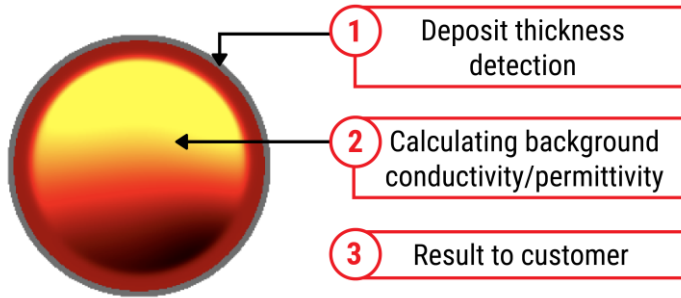 1 Deposit thickness
detection
2 Calculating background
conductivity/permittivity
3 Result to customer